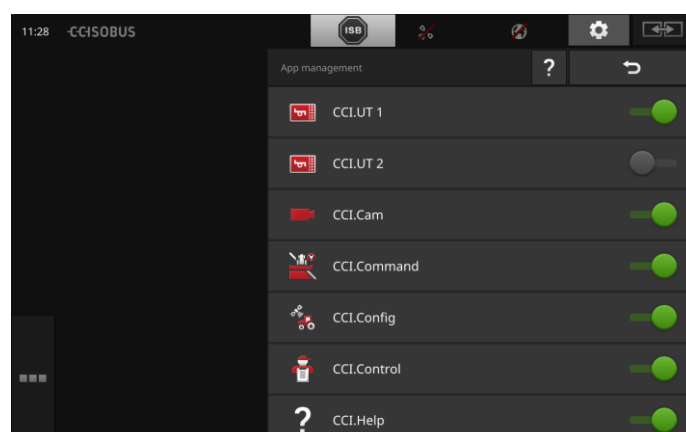 11:28 CCISOBUS ISB
App management ?
CCI.UT 1
CCI.UT 2
CCI.Cam
CCI.Command
CCI.Config
CCI.Control
? CCI.Help